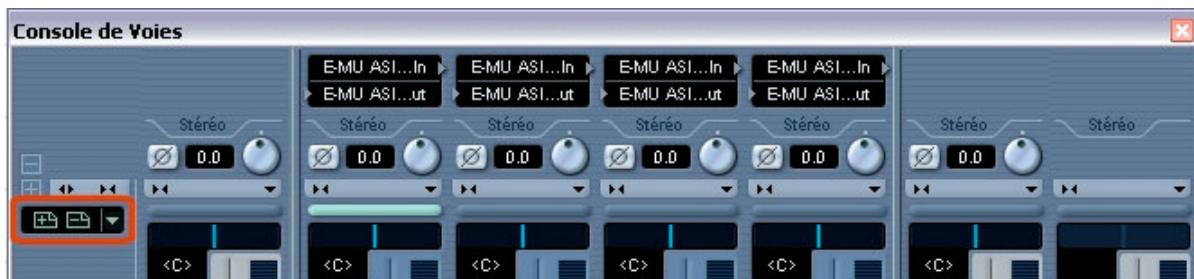 Console de Voies
E-MU ASI...In E-MU ASI...In E-MU ASI...In E-MU ASI...In
E-MU ASI...ut E-MU ASI...ut E-MU ASI...ut E-MU ASI...ut
Stéréo Stéréo Stéréo Stéréo Stéréo Stéréo Stéréo
0.0 0.0 0.0 0.0 0.0 0.0
<C> <C> <C> <C> <C> <C>